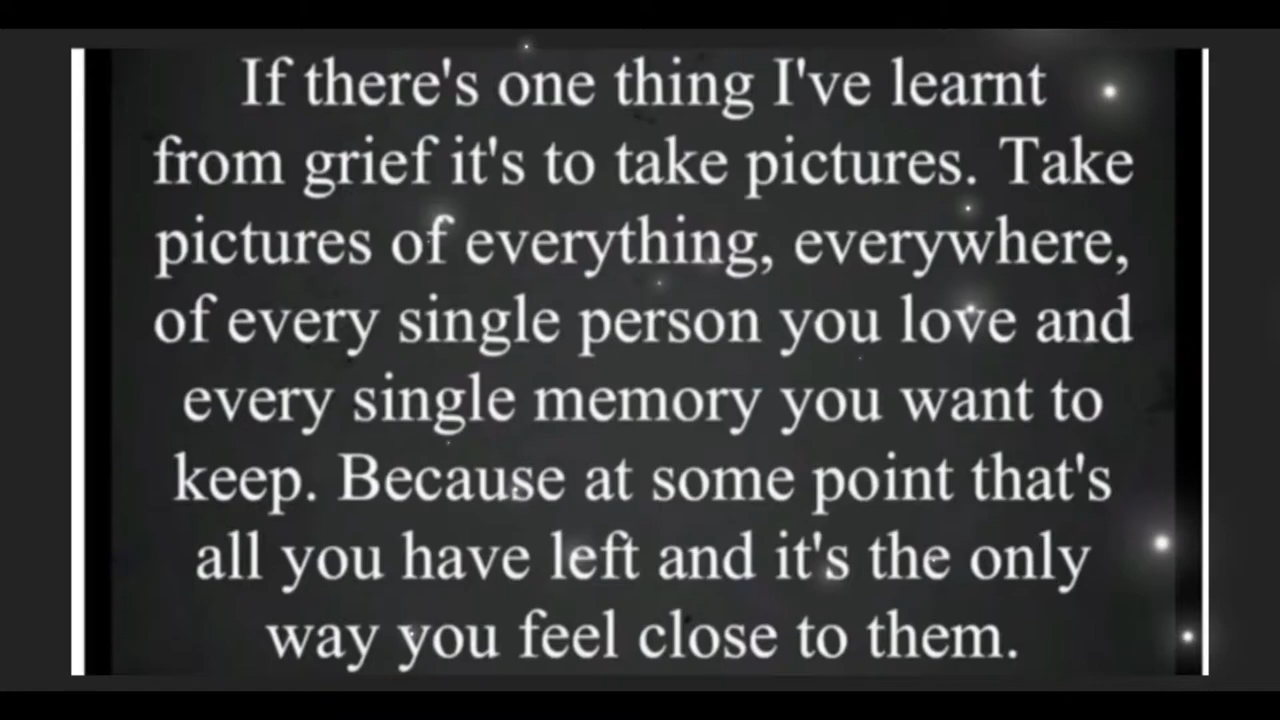 If there's one thing I've learnt
from grief it's to take pictures. Take
pictures of everything, everywhere,
of every single person you love and
every single memory you want to
keep. Because at some point that's
all you have left and it's the only
way you feel close to them.